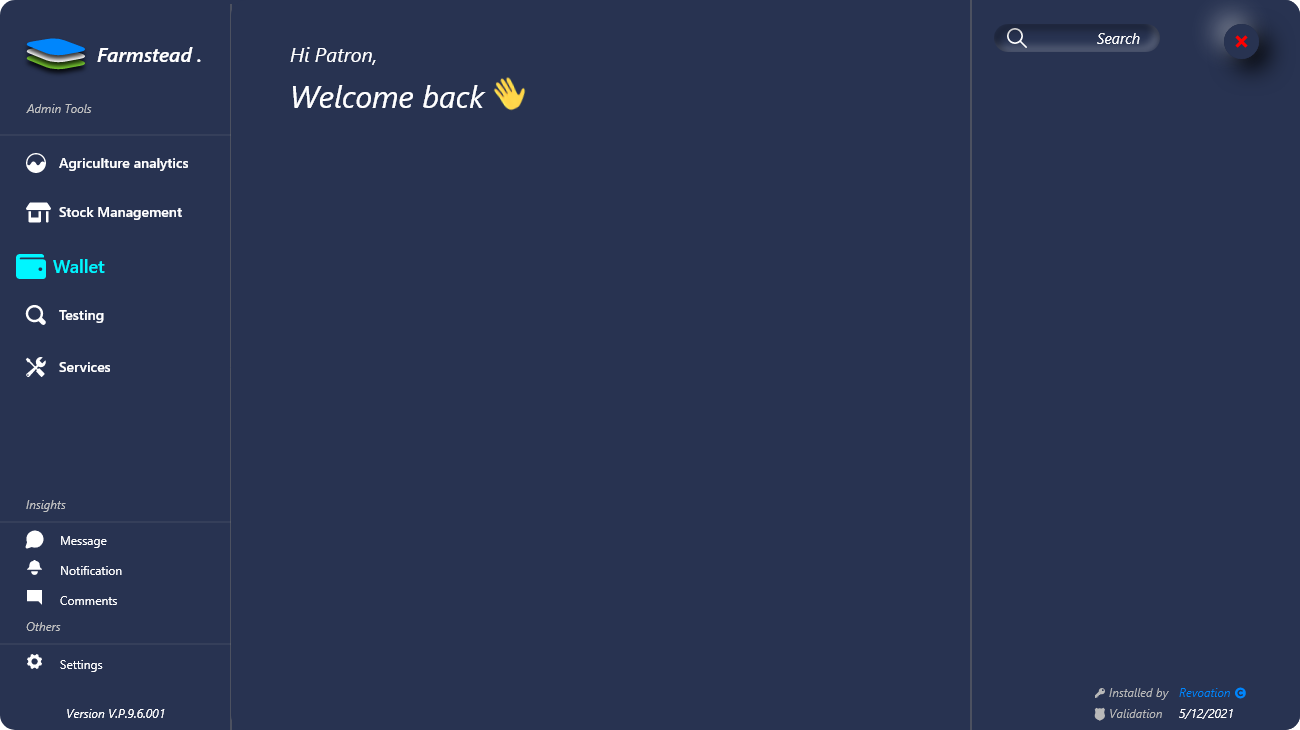 Farmstead .
Admin Tools
Agriculture analytics
Stock Management
Wallet
Testing
Services
Insights
Message
Notification
Comments
Others
Settings
Version V.P.9.6.001
Hi Patron,
Welcome back 👋
Search
Installed by Revoation
Validation 5/12/2021